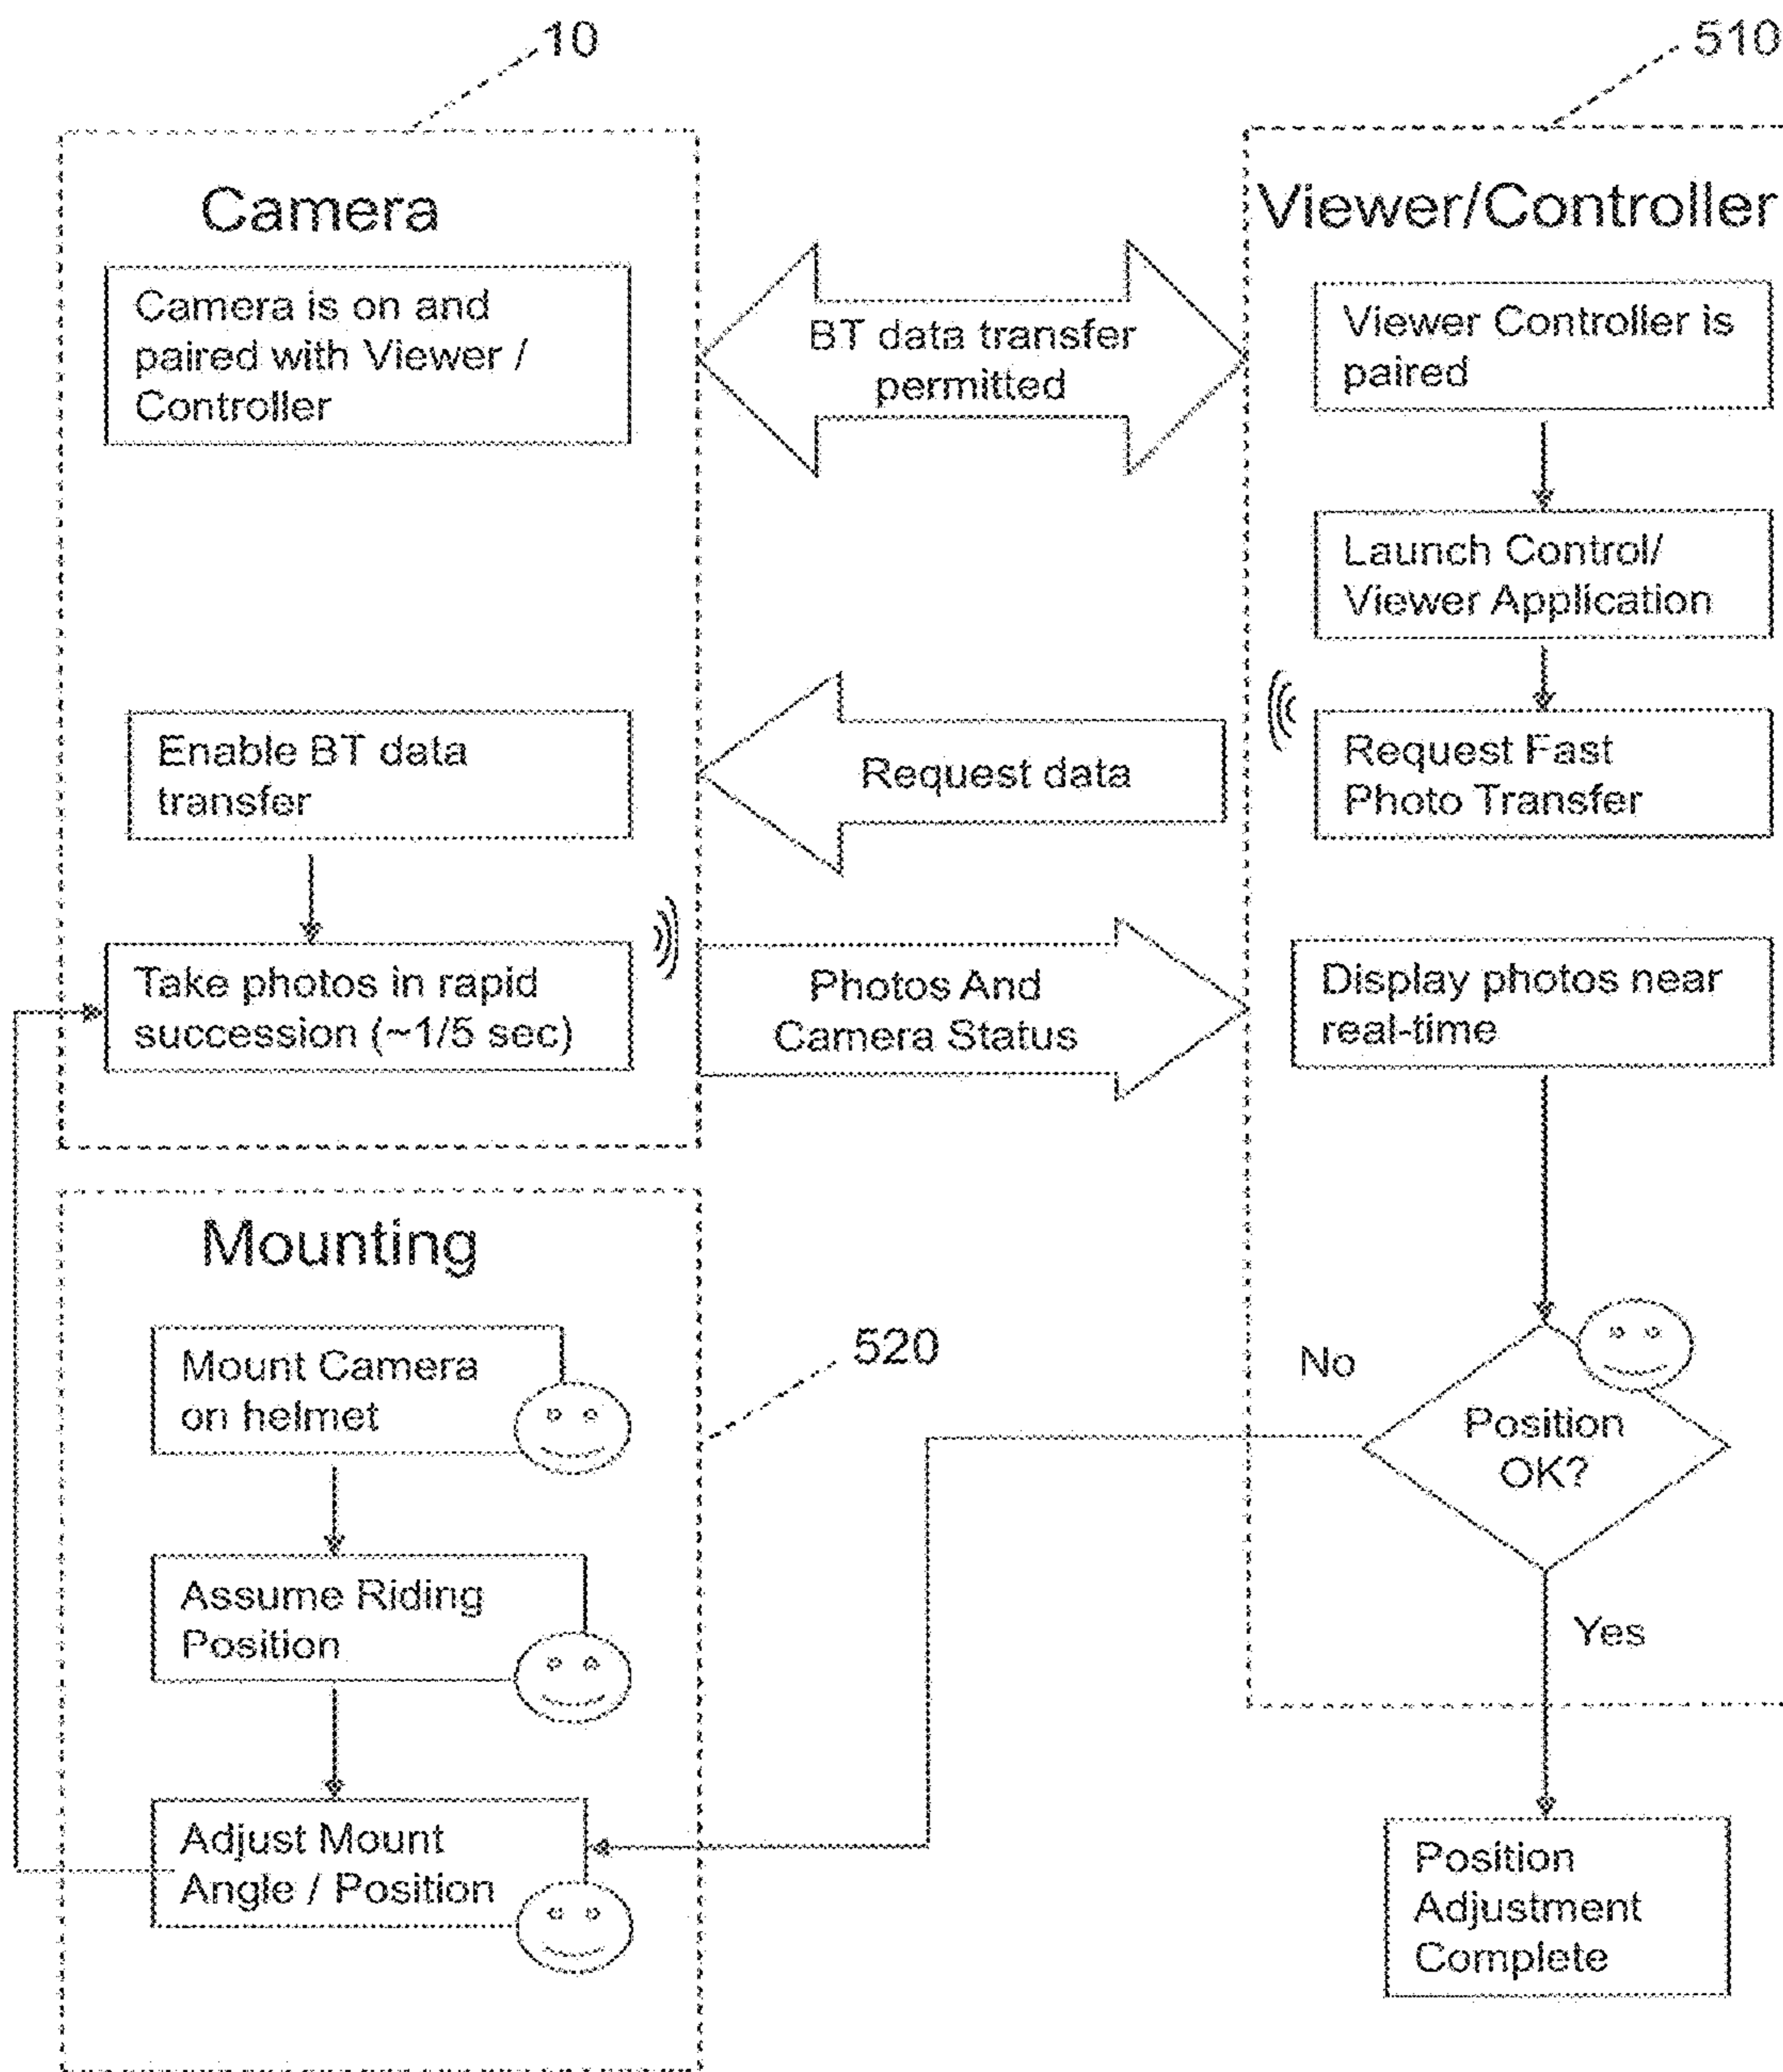 10
510
Camera
Camera is on and
paired with Viewer /
Controller
BT data transfer
permitted
Viewer/Controller
Viewer Controller is
paired
Launch Control/
Viewer Application
Enable BT data
transfer
Request data
Request Fast
Photo Transfer
Take photos in rapid
succession (~1/5 sec)
Photos And
Camera Status
Display photos near
real-time
Mounting
Mount Camera
on helmet
520
No
Position
OK?
Assume Riding
Position
Yes
Adjust Mount
Angle / Position
Position
Adjustment
Complete